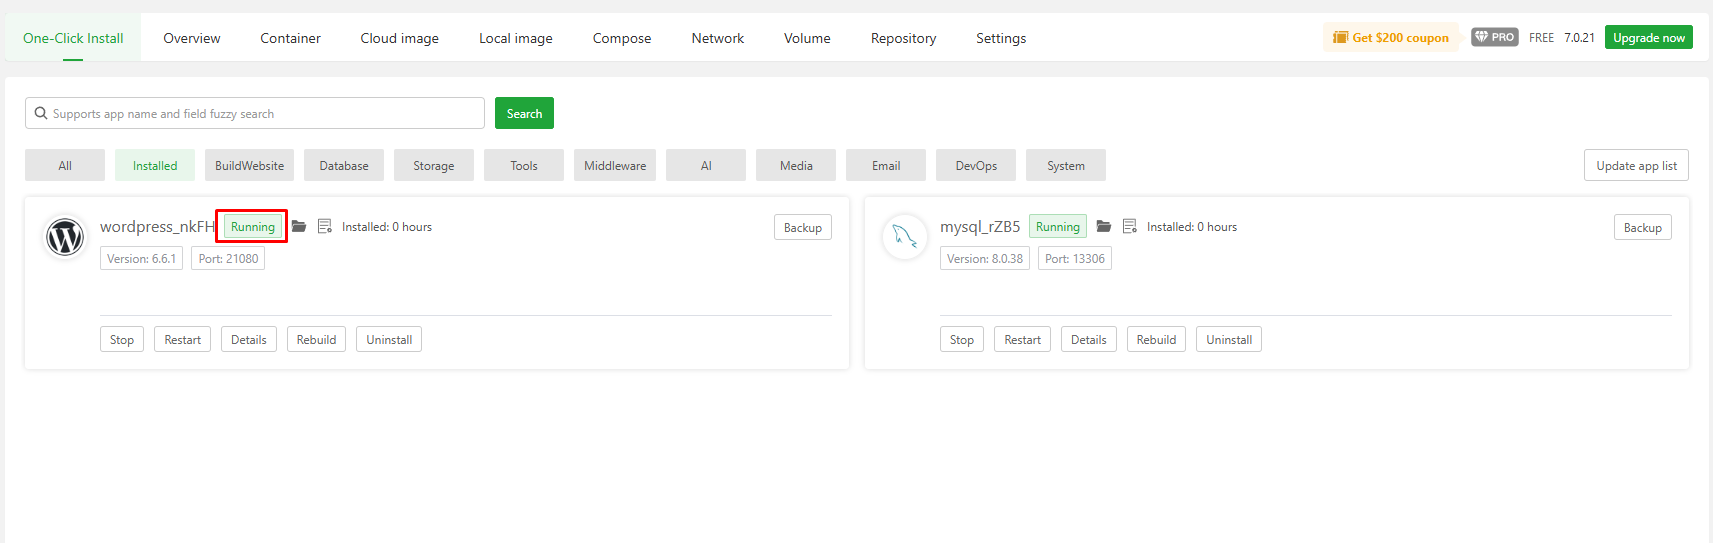 One-Click Install Overview Container Cloud image Local image Compose Network Volume Repository Settings Get $200 coupon PRO FREE 7.0.21 Upgrade now
Supports app name and field fuzzy search Search
All Installed BuildWebsite Database Storage Tools Middleware AI Media Email DevOps System Update app list
wordpress_nkFH Running Installed: 0 hours Backup
Version: 6.6.1 Port: 21080
Stop Restart Details Rebuild Uninstall
mysql_rZB5 Running Installed: 0 hours Backup
Version: 8.0.38 Port: 13306
Stop Restart Details Rebuild Uninstall